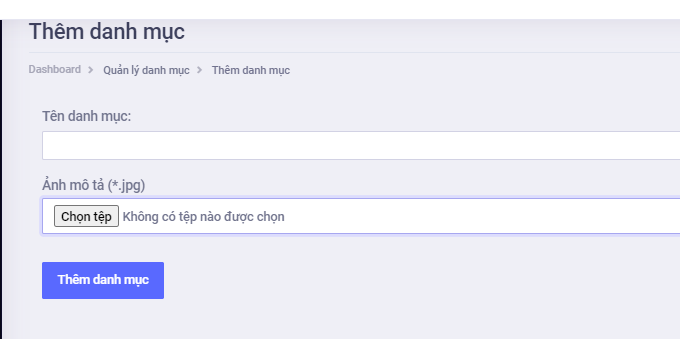 Thêm danh mục
Dashboard > Quản lý danh mục > Thêm danh mục
Tên danh mục:
Ảnh mô tả (*.jpg)
Chọn tệp Không có tệp nào được chọn
Thêm danh mục